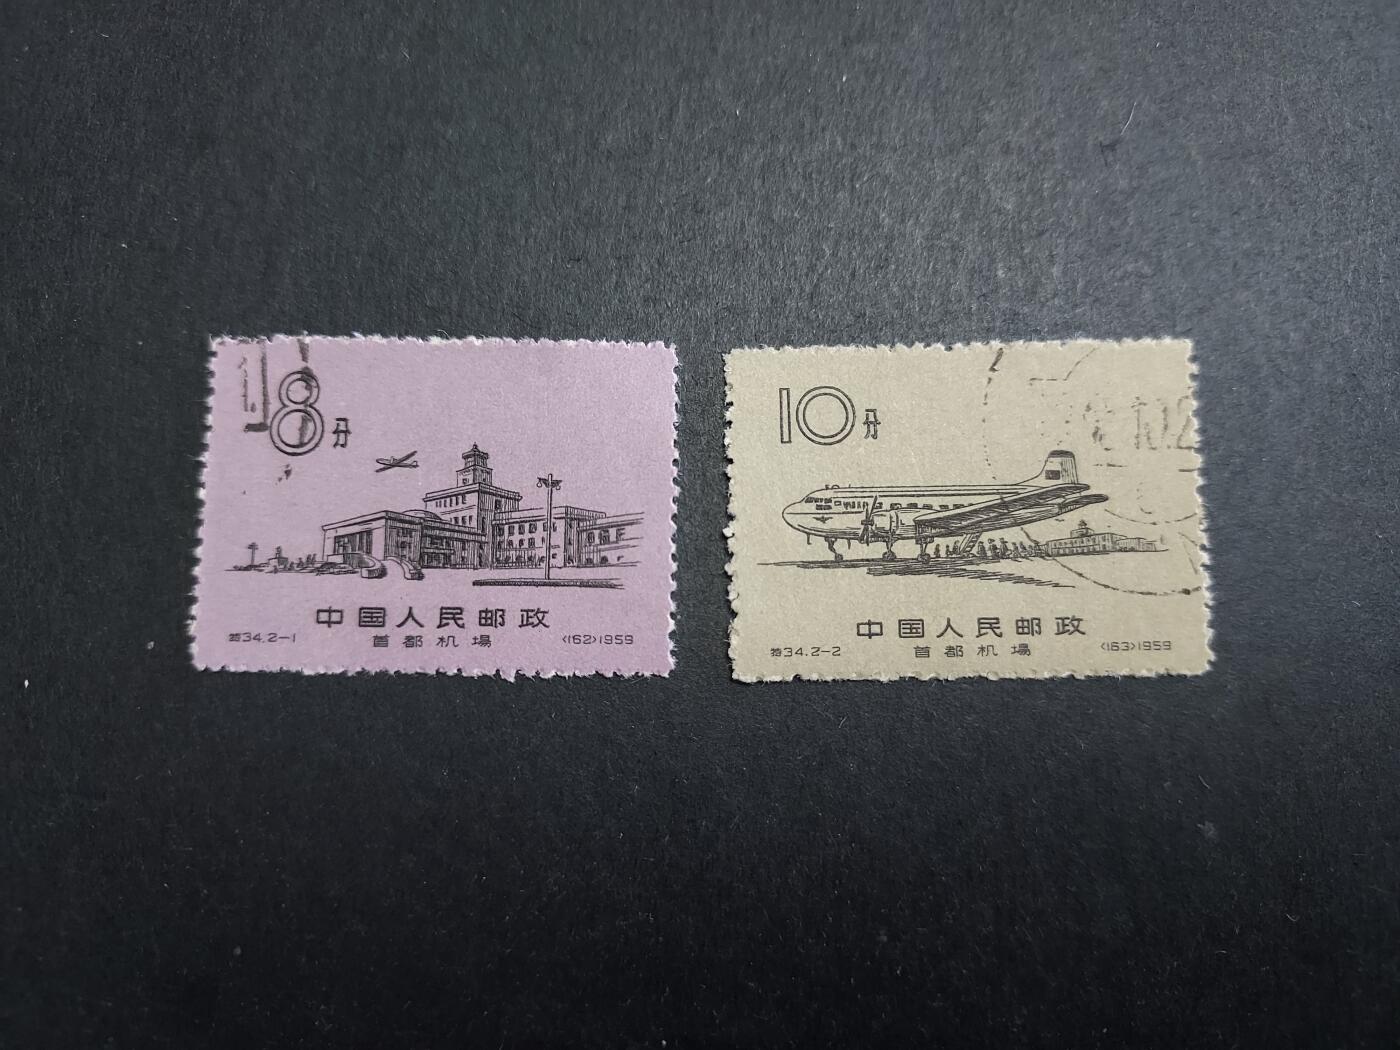 8分
中国人民邮政
首都机場
特34.2-1
(162)1959
10分
中国人民邮政
首都机場
特34.2-2
(163)1959
10.2